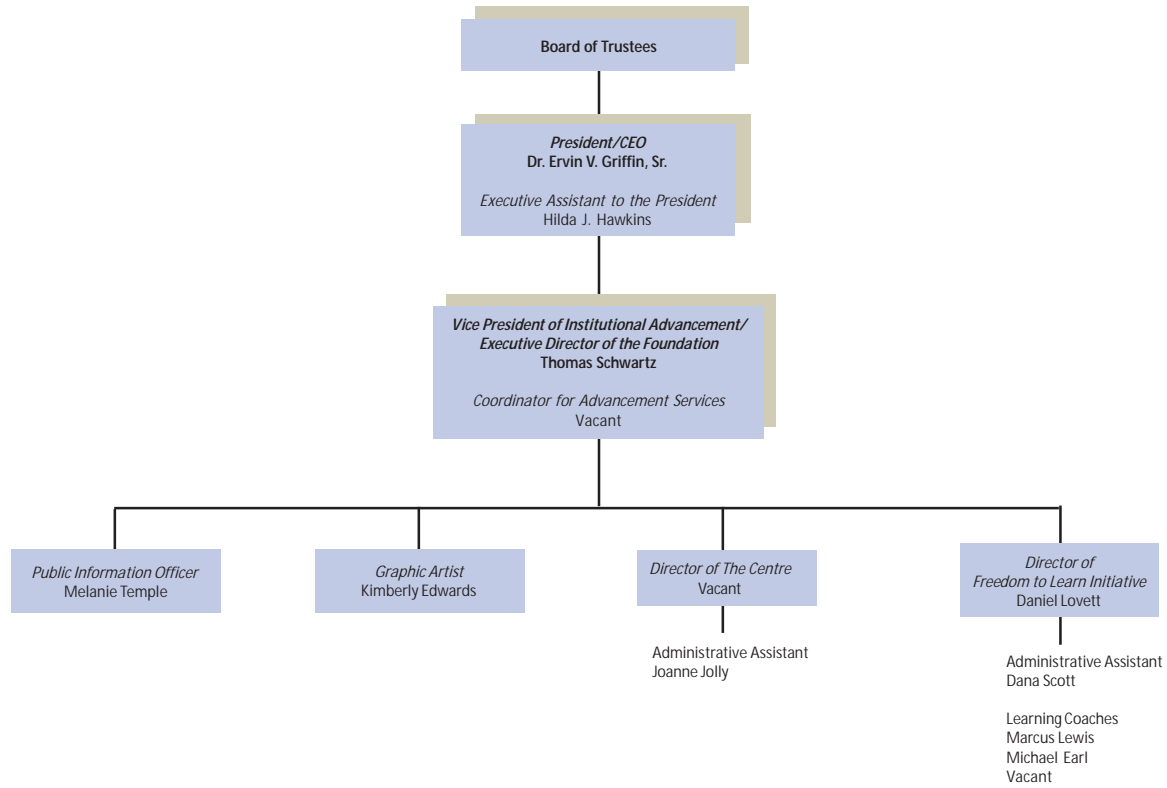 Board of Trustees
President/CEO
Dr. Ervin V. Griffin, Sr.
Executive Assistant to the President
Hilda J. Hawkins
Vice President of Institutional Advancement/
Executive Director of the Foundation
Thomas Schwartz
Coordinator for Advancement Services
Vacant
Public Information Officer
Melanie Temple
Graphic Artist
Kimberly Edwards
Director of The Centre
Vacant
Administrative Assistant
Joanne Jolly
Director of
Freedom to Learn Initiative
Daniel Lovett
Administrative Assistant
Dana Scott
Learning Coaches
Marcus Lewis
Michael Earl
Vacant